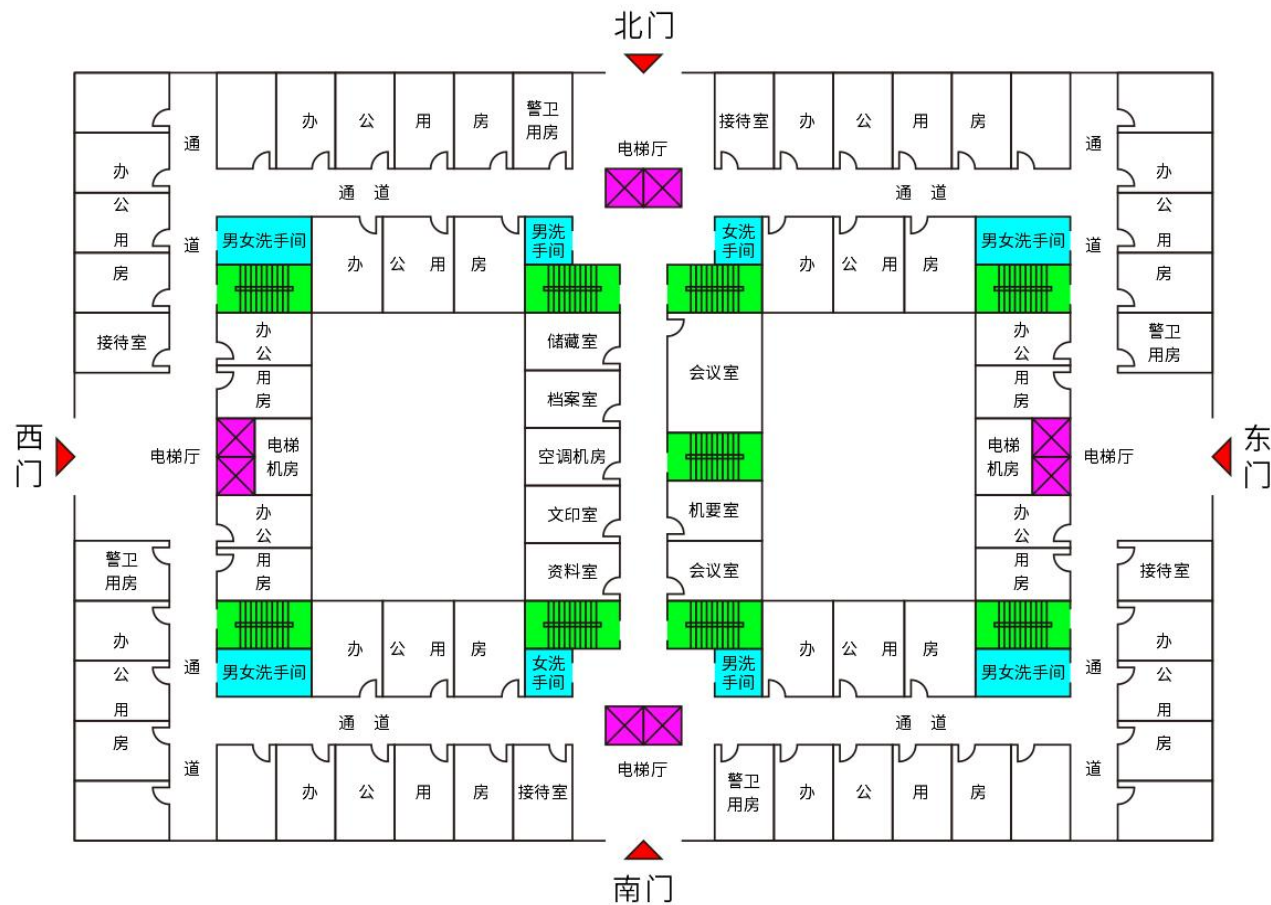 北门
警卫
用房
办 公 用 房
接待室
办 公 用 房
通
电梯厅
通
办
公
用
房
通 道
通 道
办
公
用
房
道
男女洗手间
办 公 用 房
男洗
手间
女洗
手间
办 公 用 房
男女洗手间
道
接待室
办
公
用
房
储藏室
会议室
办
公
用
房
警卫
用房
档案室
西
门
电梯厅
电梯
机房
空调机房
电梯
机房
电梯厅
东
门
办
公
用
房
文印室
机要室
办
公
用
房
警卫
用房
资料室
会议室
接待室
办
公
用
房
通
男女洗手间
办 公 用 房
女洗
手间
男洗
手间
办 公 用 房
男女洗手间
通
办
公
用
房
通 道
通 道
道
电梯厅
道
办 公 用 房
接待室
警卫
用房
办 公 用 房
南门